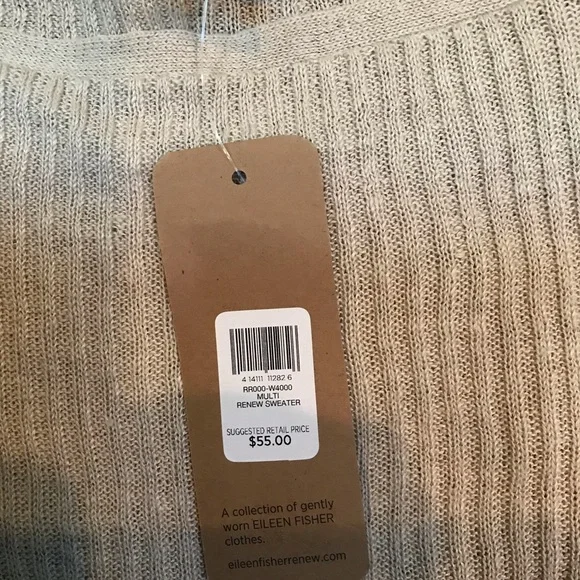 4 14111 11282 6
RR000-W4000
MULTI
RENEW SWEATER
SUGGESTED RETAIL PRICE
$55.00
A collection of gently
worn EILEEN FISHER
clothes.
eileenfisherrenew.com